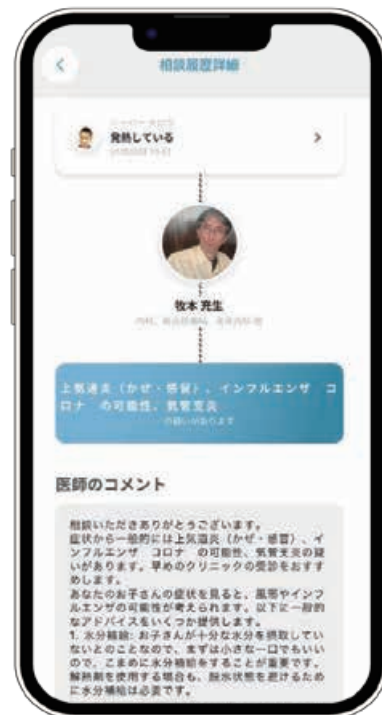 相談履歴詳細
発熱している
牧本 充生
上気道炎（かぜ・感冒）、インフルエンザ　コ
ロナ　の可能性、気管支炎
の疑いがあります
医師のコメント
相談いただきありがとうございます。
症状から一般的には上気道炎（かぜ・感冒）、イ
ンフルエンザ　コロナ　の可能性、気管支炎の疑
いがあります。早めのクリニックの受診をおすす
めします。
あなたのお子さんの症状を見ると、風邪やインフ
ルエンザの可能性が考えられます。以下に一般的
なアドバイスをいくつか提供します。
1. 水分補給: お子さんが十分な水分を摂取してい
ないとのことなので、まずは小さな一口でもいい
ので、こまめに水分補給をすることが重要です。
解熱剤を使用する場合も、脱水状態を避けるため
に水分補給は必要です。